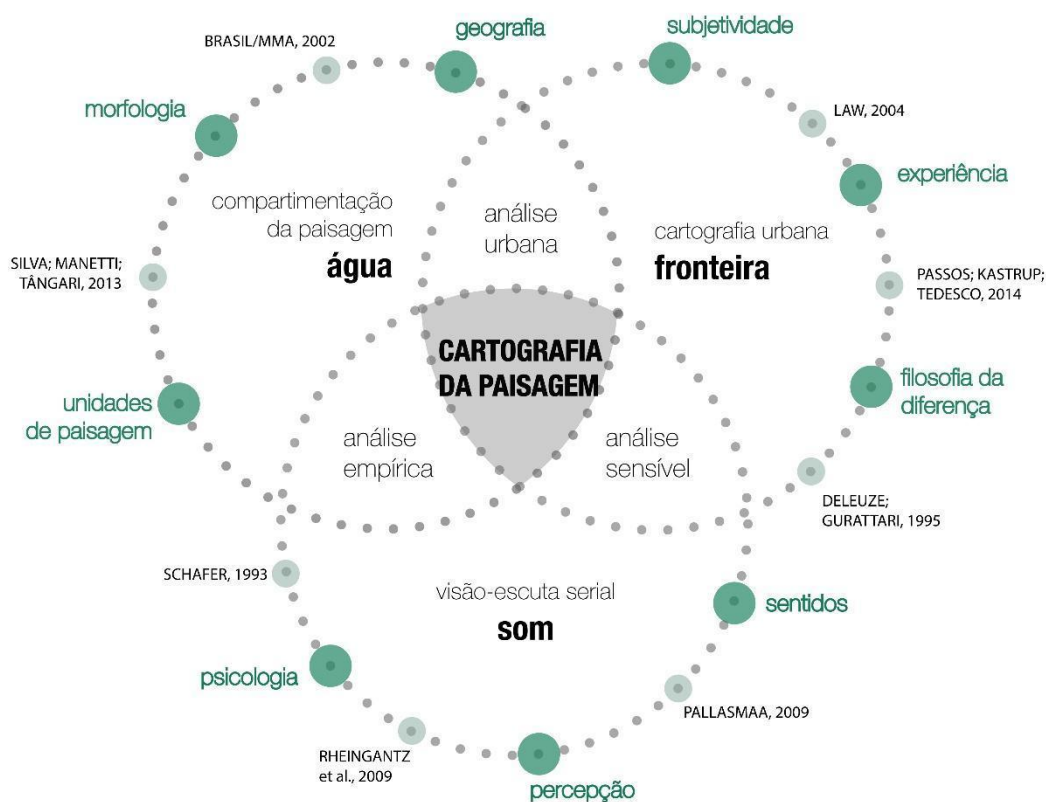 geografia
subjetividade
BRASIL/MMA, 2002
morfologia
LAW, 2004
experiência
compartimentação
da paisagem
água
análise
urbana
cartografia urbana
fronteira
SILVA; MANETTI;
TÂNGARI, 2013
PASSOS; KASTRUP;
TEDESCO, 2014
CARTOGRAFIA
DA PAISAGEM
filosofia da
diferença
unidades
de paisagem
análise
empírica
análise
sensível
DELEUZE;
GURATTARI, 1995
SCHAFER, 1993
visão-escuta serial
som
sentidos
psicologia
PALLASMAA, 2009
RHEINGANTZ
et al., 2009
percepção